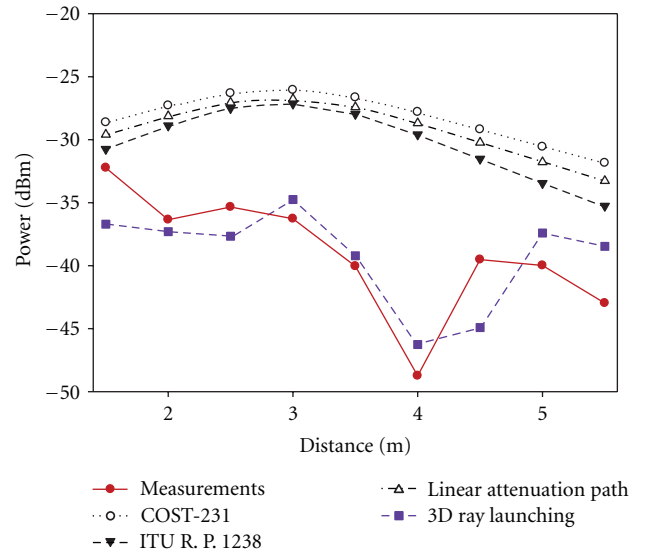 −20
−25
−30
−35
−40
−45
−50
Power (dBm)
2 3 4 5
Distance (m)
Measurements
COST-231
ITU R. P. 1238
Linear attenuation path
3D ray launching